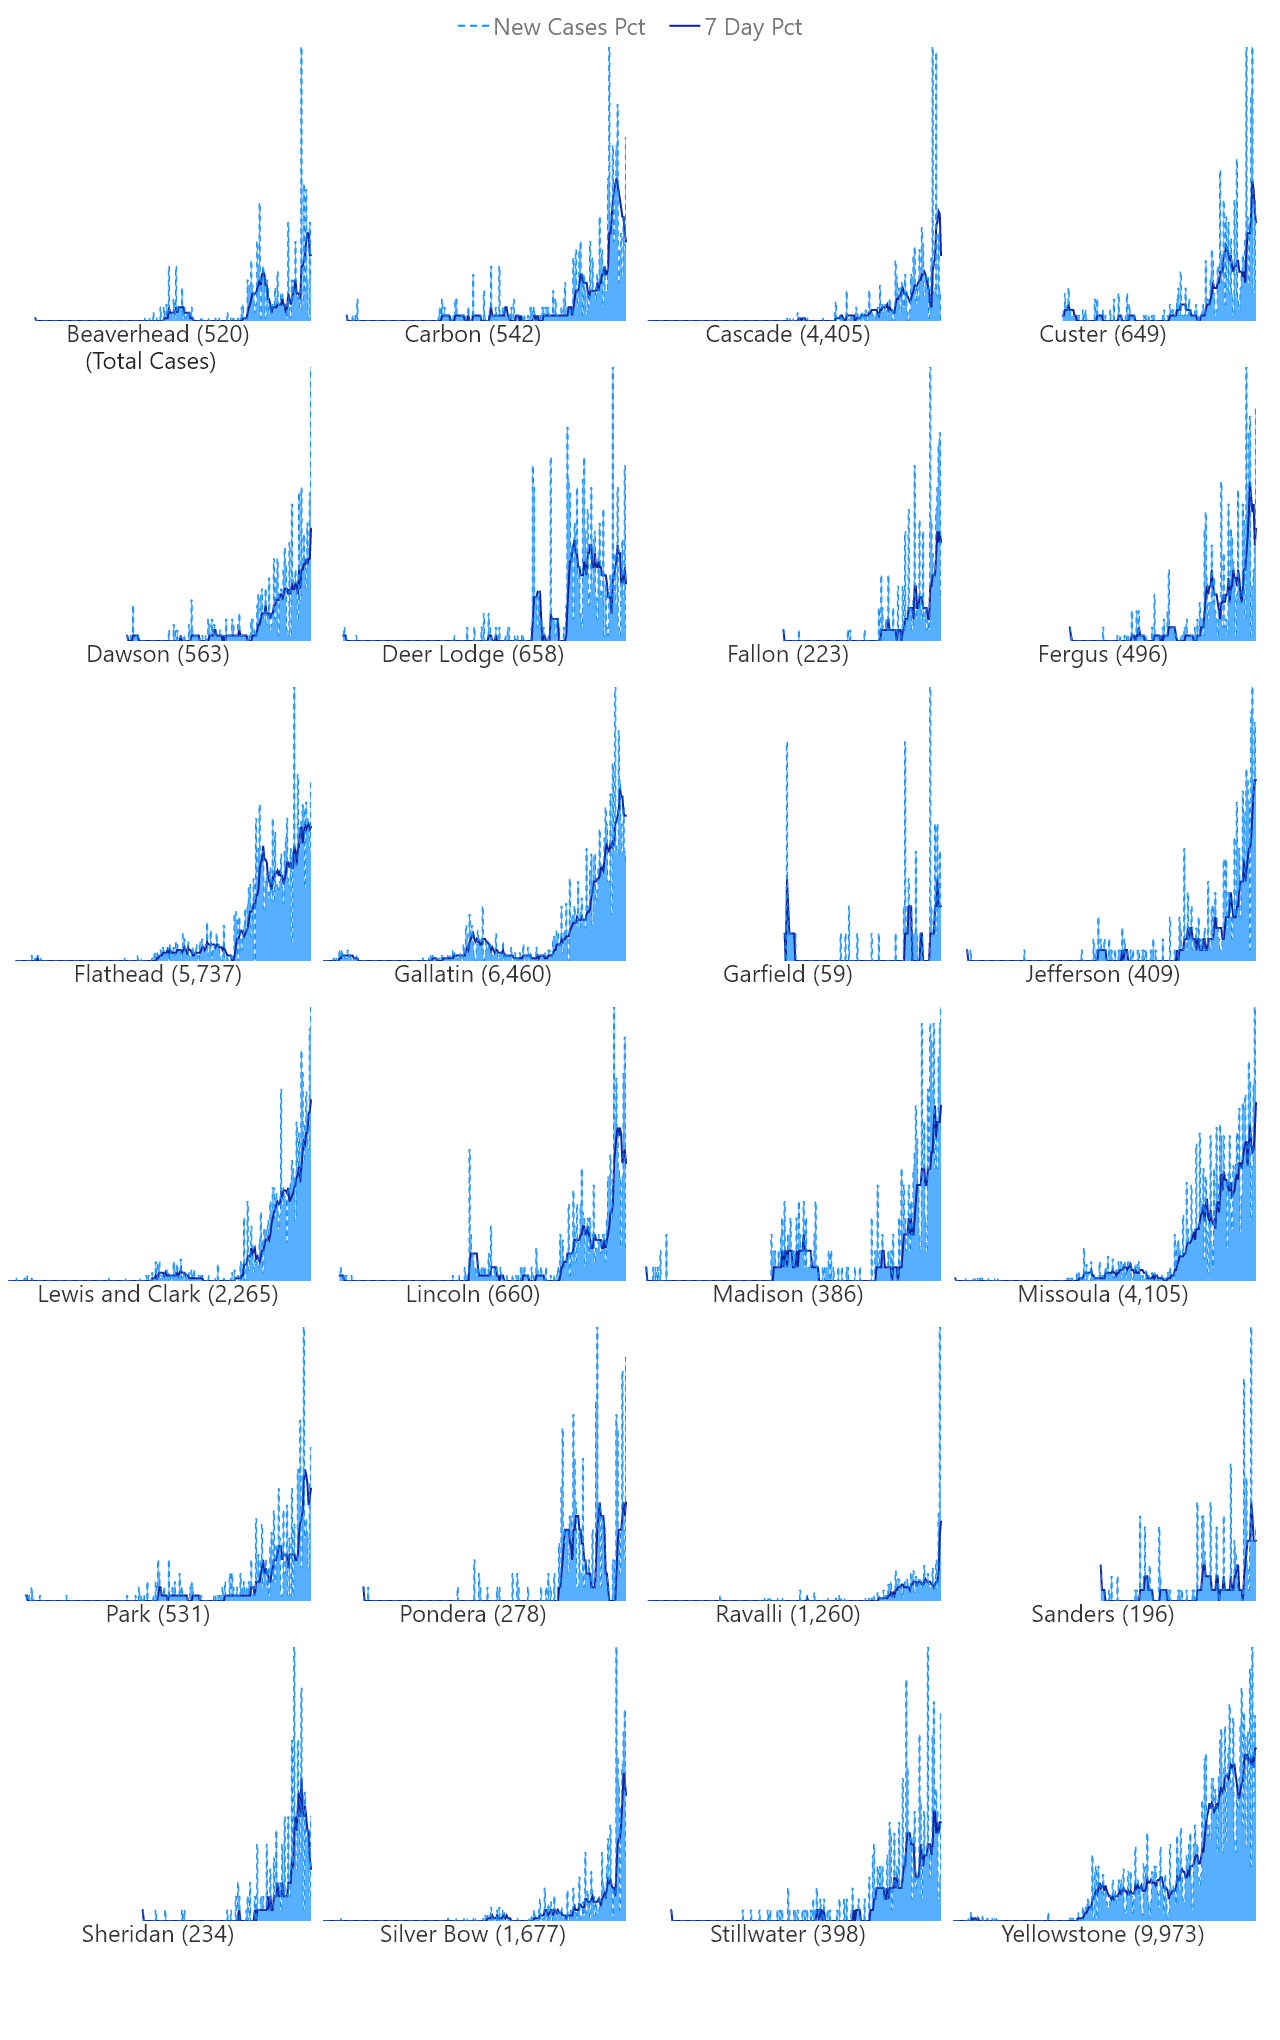 New Cases Pct 7 Day Pct
Beaverhead (520) Carbon (542) Cascade (4,405) Custer (649)
(Total Cases)
Dawson (563) Deer Lodge (658) Fallon (223) Fergus (496)
Flathead (5,737) Gallatin (6,460) Garfield (59) Jefferson (409)
Lewis and Clark (2,265) Lincoln (660) Madison (386) Missoula (4,105)
Park (531) Pondera (278) Ravalli (1,260) Sanders (196)
Sheridan (234) Silver Bow (1,677) Stillwater (398) Yellowstone (9,973)